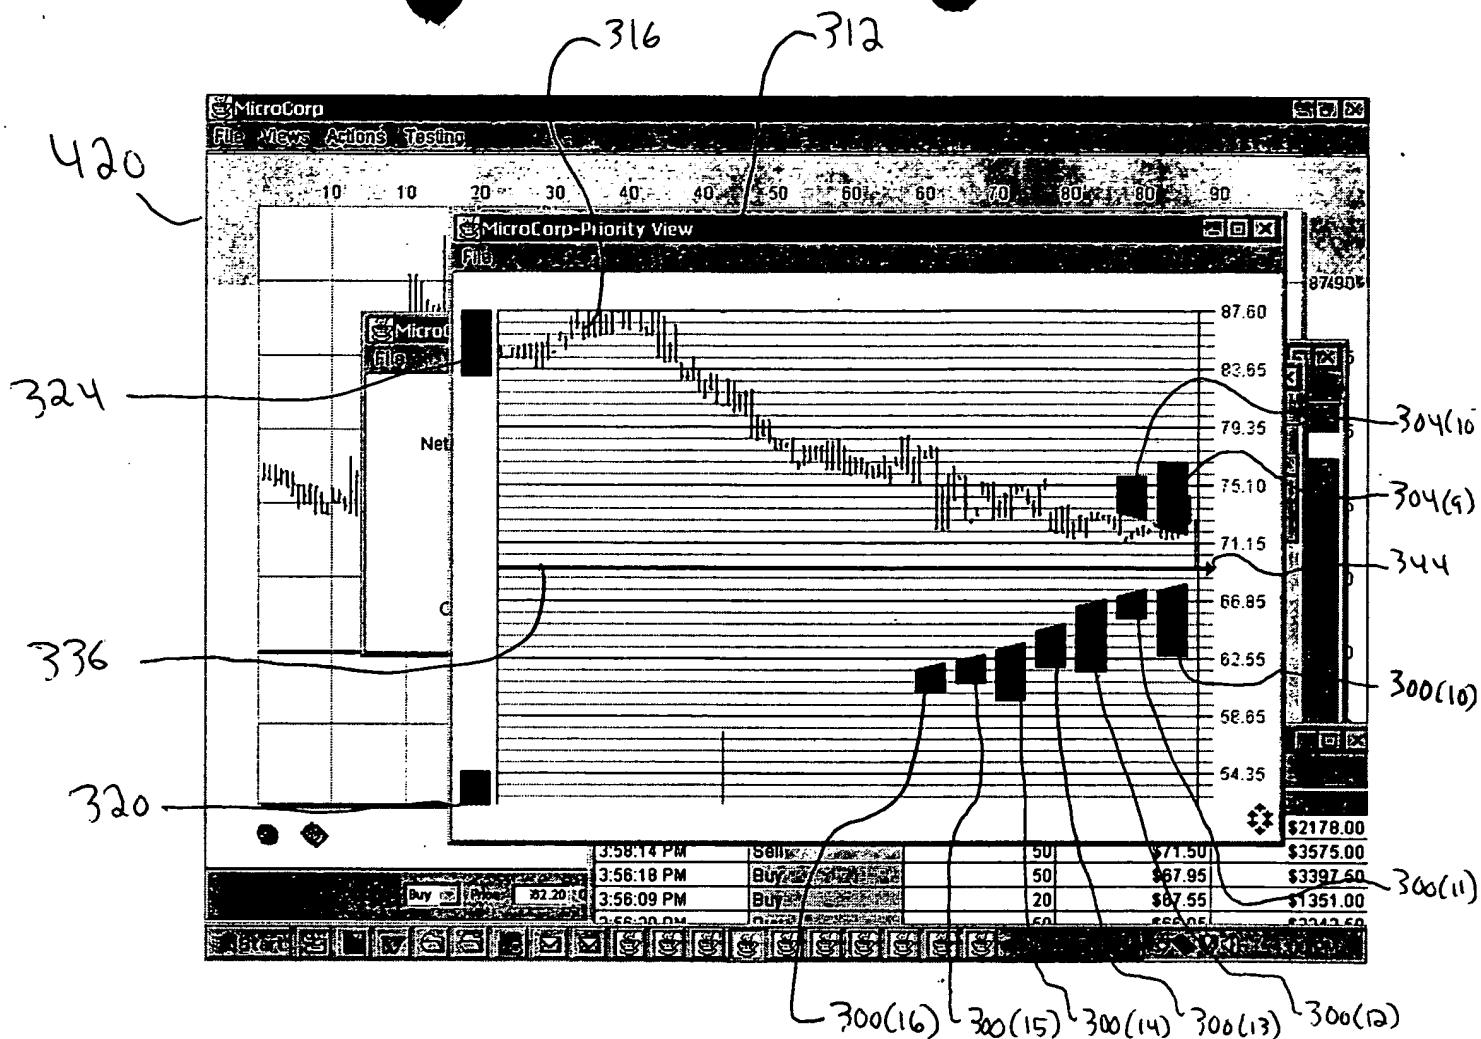 316
312
MicroCorp
File Views Actions Testing
420
10 10 20 30 40 40 50 60 60 70 80 80 90
MicroCorp-Priority View
File
87.60
83.65
79.35
75.10
71.15
66.85
62.55
58.65
54.35
File
Net
324
304(10
304(9)
344
336
300(10)
320
$2178.00
3:58:14 PM Sell 50 $71.50 $3575.00
3:56:18 PM Buy 50 $67.95 $3397.50
3:56:09 PM Buy 20 $67.55 $1351.00
Buy Price
300(11)
Start
300(16) 300(15) 300(14) 300(13) 300(12)